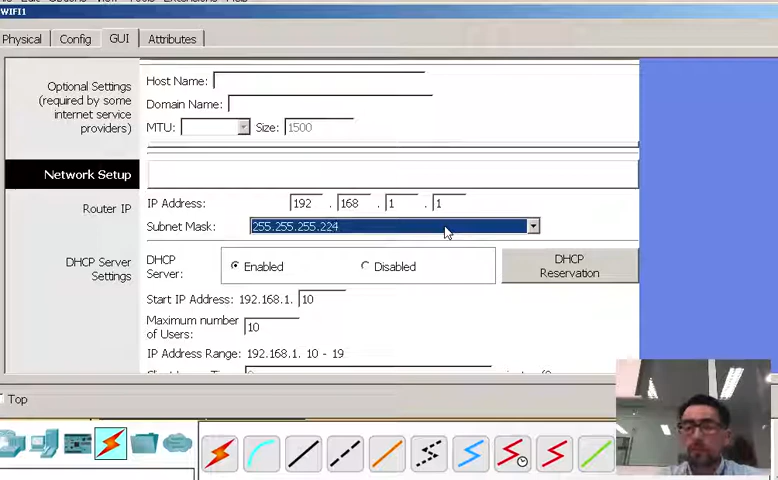 WIFI1
Physical Config GUI Attributes
Optional Settings
(required by some
internet service
providers)
Host Name:
Domain Name:
MTU: Size: 1500
Network Setup
Router IP
IP Address: 192 . 168 . 1 . 1
Subnet Mask: 255.255.255.224
DHCP Server
Settings
DHCP
Server:
Enabled Disabled
DHCP
Reservation
Start IP Address: 192.168.1. 10
Maximum number
of Users: 10
IP Address Range: 192.168.1. 10 - 19
Top